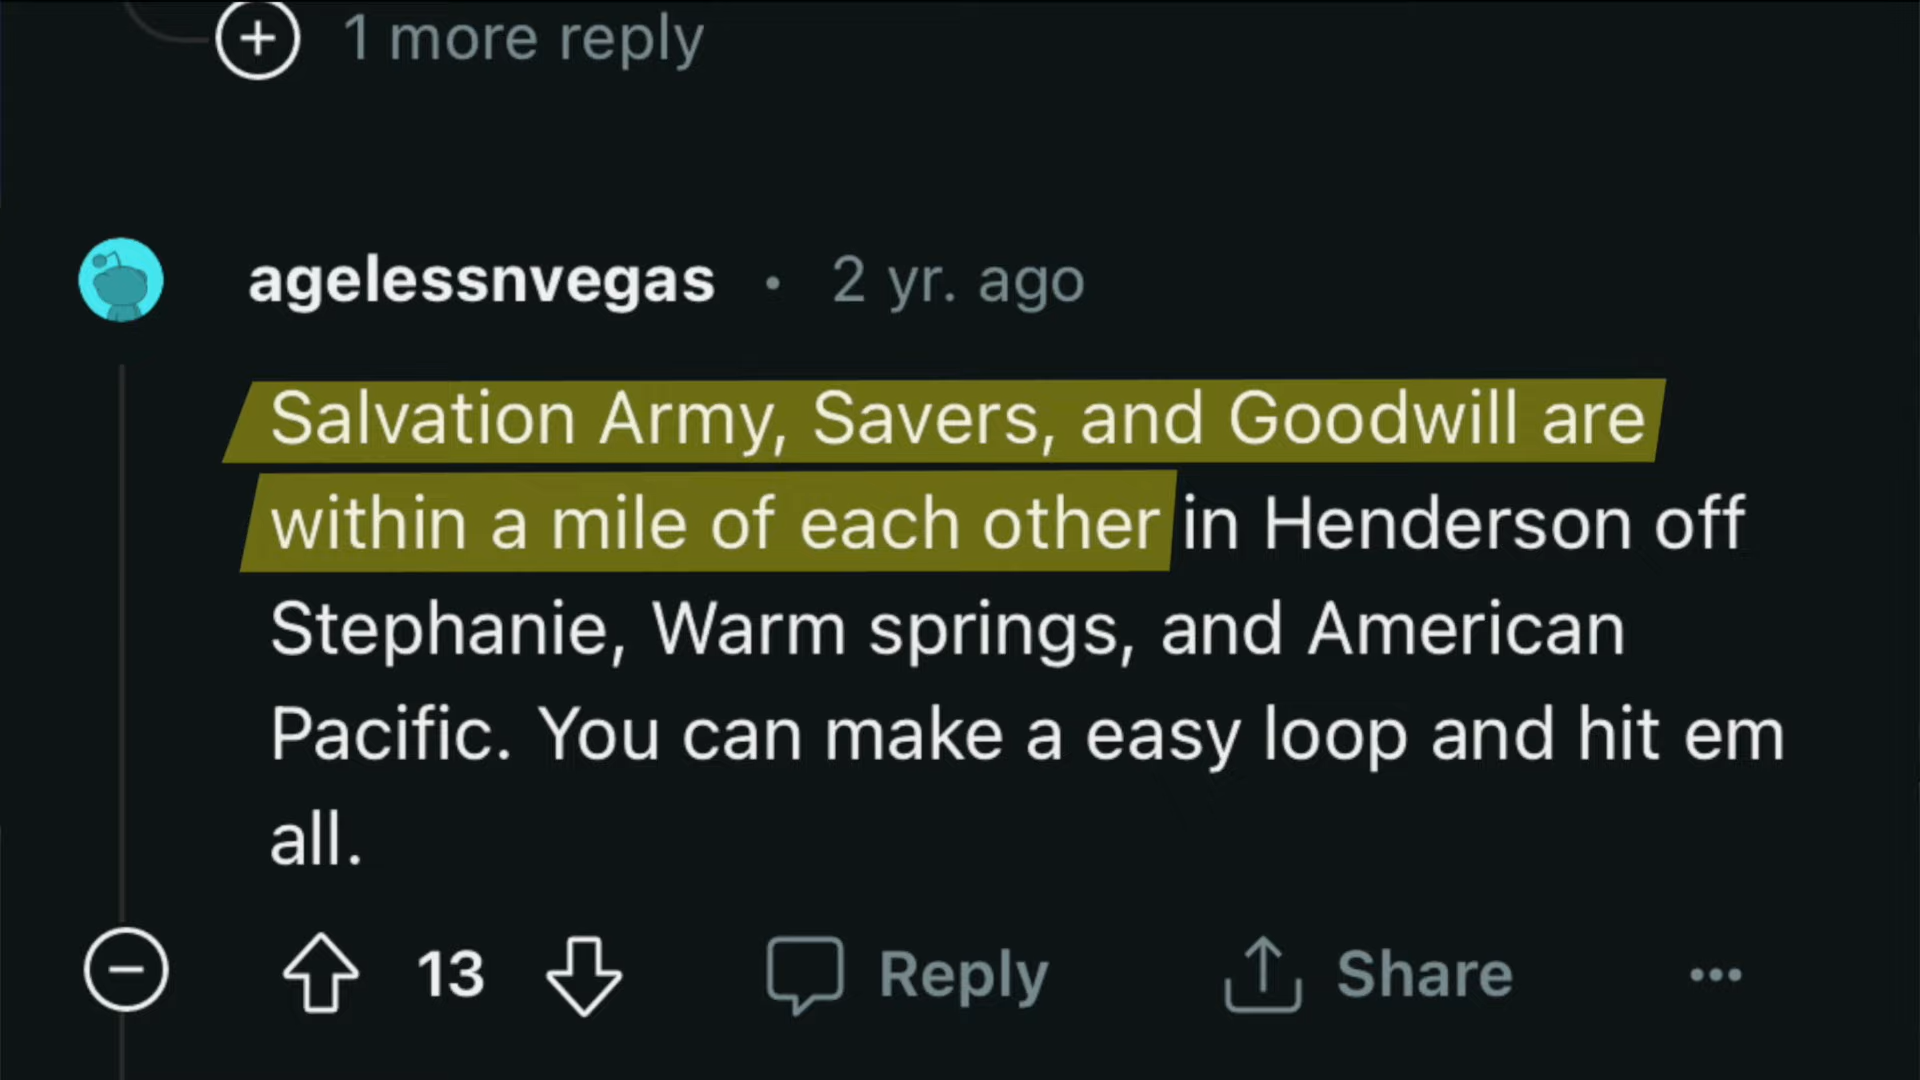 1 more reply
agelessnvegas • 2 yr. ago
Salvation Army, Savers, and Goodwill are
within a mile of each other in Henderson off
Stephanie, Warm springs, and American
Pacific. You can make a easy loop and hit em
all.
13 Reply Share